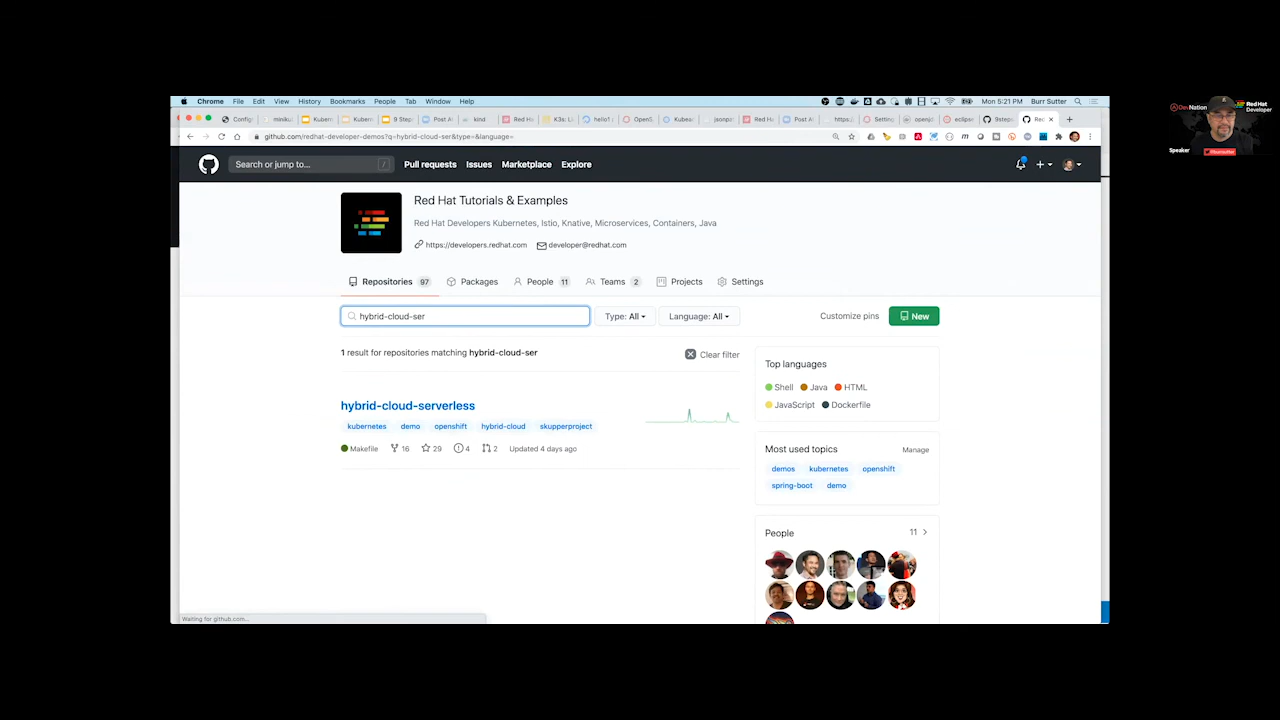 Chrome File Edit View History Bookmarks People Tab Window Help Mon 5:21 PM Burr Sutter
github.com/redhat-developer-demos?q=hybrid-cloud-ser&type=&language=
Search or jump to... /
Pull requests Issues Marketplace Explore
DevNation
Red Hat
Developer
Speaker
Red Hat Tutorials & Examples
Red Hat Developers Kubernetes, Istio, Knative, Microservices, Containers, Java
https://developers.redhat.com developer@redhat.com
Repositories 97 Packages People 11 Teams 2 Projects Settings
hybrid-cloud-ser Type: All Language: All Customize pins New
1 result for repositories matching hybrid-cloud-ser Clear filter
hybrid-cloud-serverless
kubernetes demo openshift hybrid-cloud skupperproject
Makefile 16 29 4 2 Updated 4 days ago
Top languages
Shell Java HTML
JavaScript Dockerfile
Most used topics Manage
demos kubernetes openshift
spring-boot demo
People 11
Waiting for github.com...